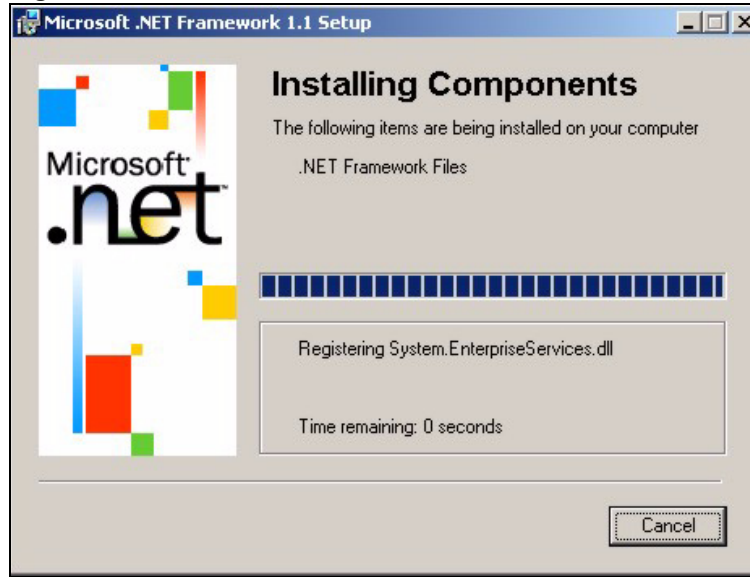 Microsoft .NET Framework 1.1 Setup
Installing Components
The following items are being installed on your computer
.NET Framework Files
Microsoft
.net
Registering System.EnterpriseServices.dll
Time remaining: 0 seconds
Cancel